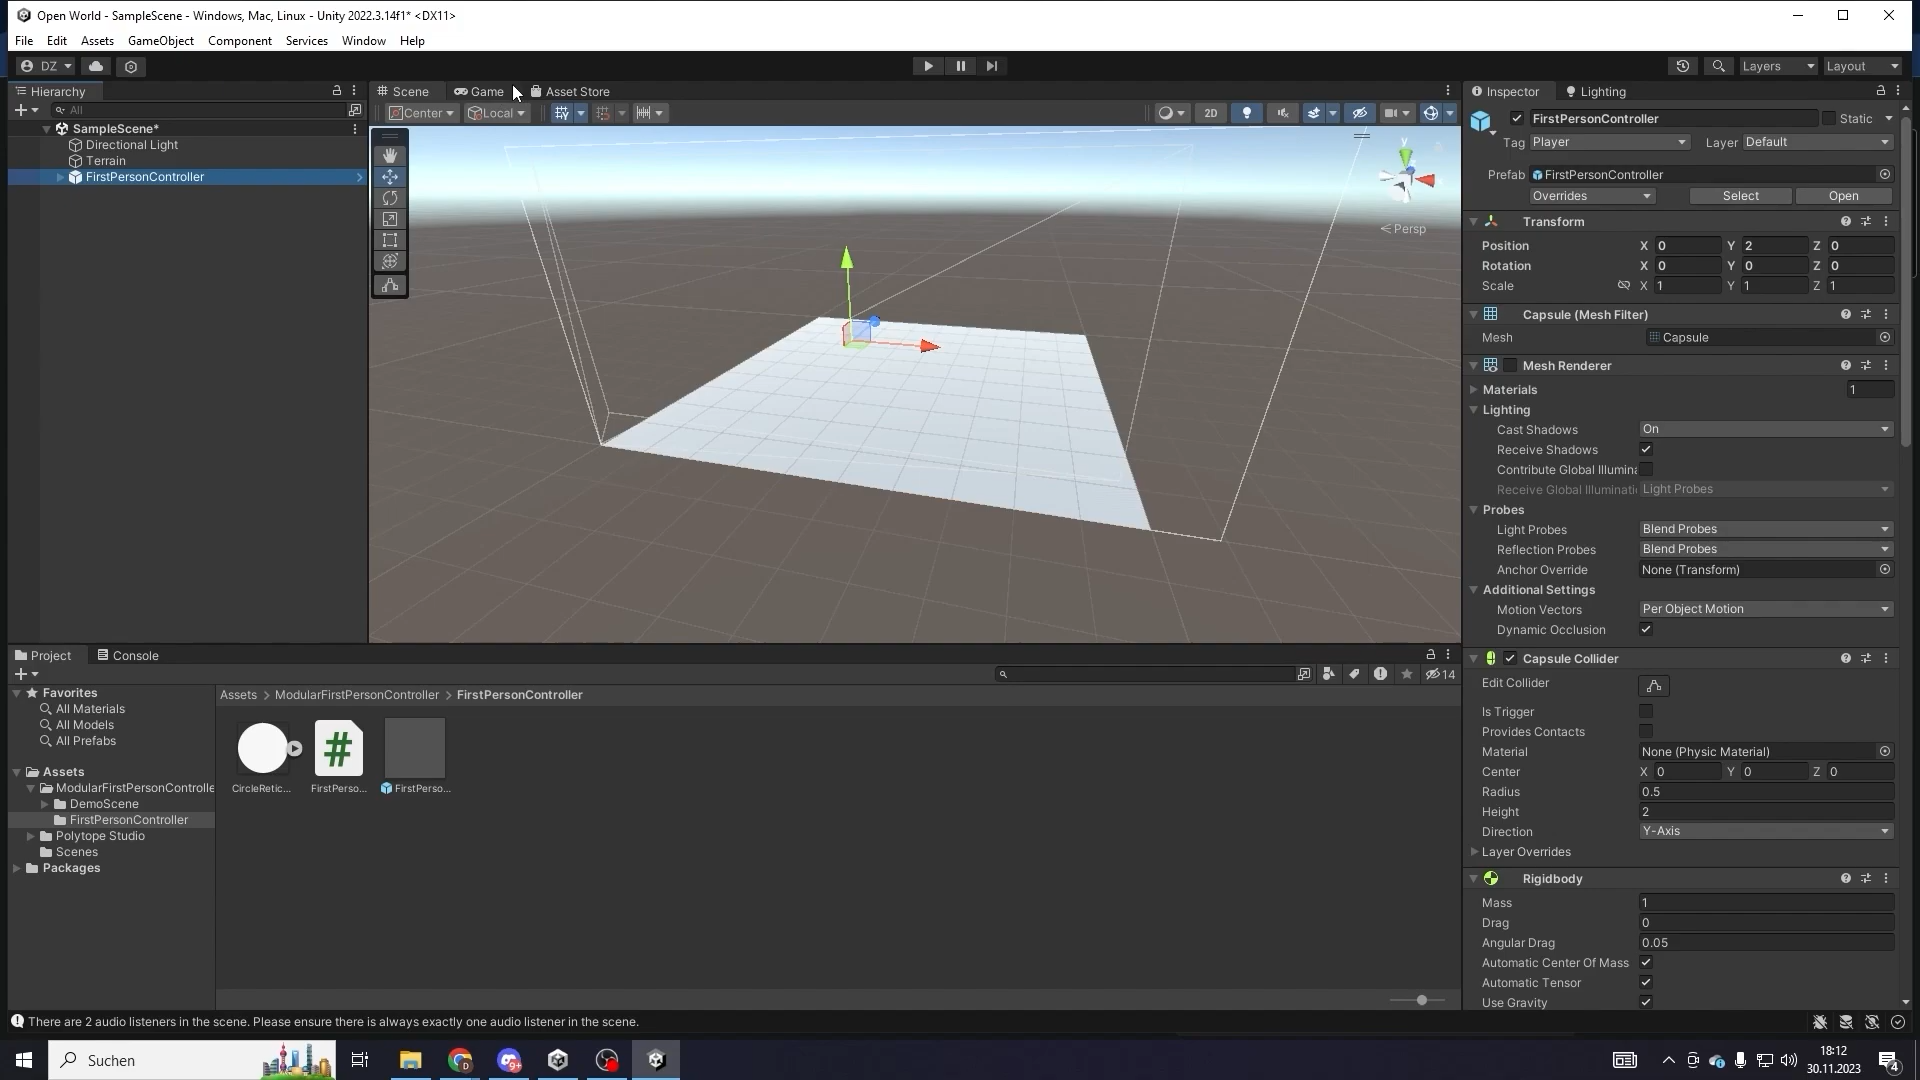 Open World - SampleScene - Windows, Mac, Linux - Unity 2022.3.14f1* <DX11>
File Edit Assets GameObject Component Services Window Help
DZ Layers Layout
Hierarchy
All
SampleScene*
Directional Light
Terrain
FirstPersonController
Scene Game Asset Store
Center Local 2D
y
Persp
Inspector Lighting
FirstPersonController Static
Tag Player Layer Default
Prefab FirstPersonController
Overrides Select Open
Transform
Position X 0 Y 2 Z 0
Rotation X 0 Y 0 Z 0
Scale X 1 Y 1 Z 1
Capsule (Mesh Filter)
Mesh Capsule
Mesh Renderer
Materials 1
Lighting
Cast Shadows On
Receive Shadows
Contribute Global Illumina
Receive Global Illuminati Light Probes
Probes
Light Probes Blend Probes
Reflection Probes Blend Probes
Anchor Override None (Transform)
Additional Settings
Motion Vectors Per Object Motion
Dynamic Occlusion
Capsule Collider
Edit Collider
Is Trigger
Provides Contacts
Material None (Physic Material)
Center X 0 Y 0 Z 0
Radius 0.5
Height 2
Direction Y-Axis
Layer Overrides
Rigidbody
Mass 1
Drag 0
Angular Drag 0.05
Automatic Center Of Mass
Automatic Tensor
Use Gravity
Project Console
14
Favorites
All Materials
All Models
All Prefabs
Assets
ModularFirstPersonControlle
DemoScene
FirstPersonController
Polytope Studio
Scenes
Packages
Assets > ModularFirstPersonController > FirstPersonController
#
CircleRetic... FirstPerso... FirstPerso...
There are 2 audio listeners in the scene. Please ensure there is always exactly one audio listener in the scene.
Suchen
9+
18:12
30.11.2023
4